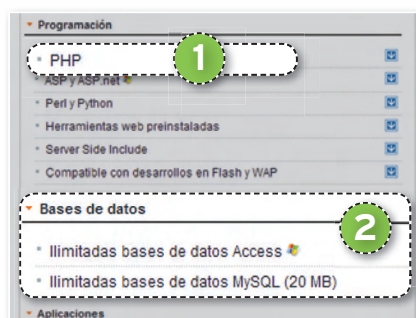 Programación
PHP
1
ASP y ASP.net
Perl y Python
Herramientas web preinstaladas
Server Side Include
Compatible con desarrollos en Flash y WAP
Bases de datos
2
Ilimitadas bases de datos Access
Ilimitadas bases de datos MySQL (20 MB)
Aplicaciones